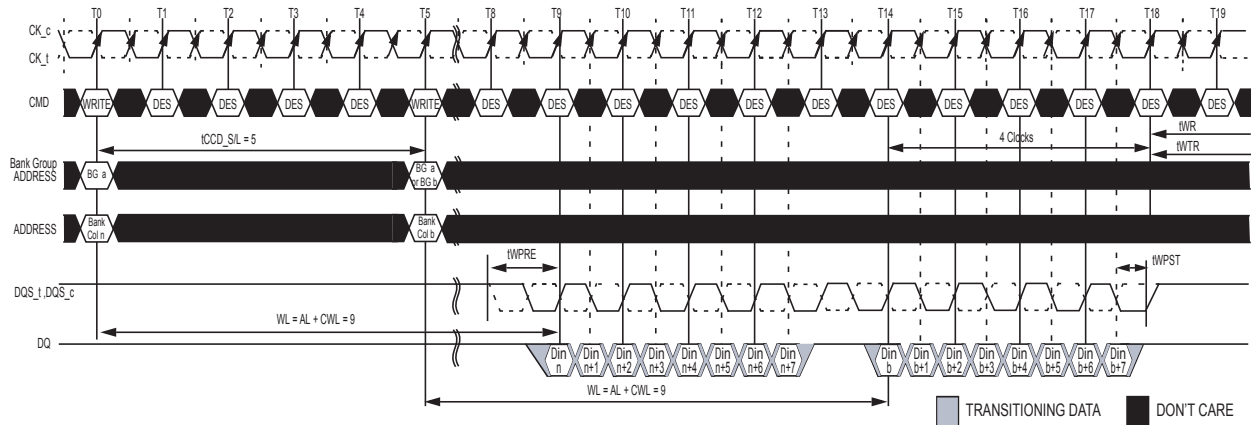 T0 T1 T2 T3 T4 T5 T8 T9 T10 T11 T12 T13 T14 T15 T16 T17 T18 T19
CK_c
CK_t
CMD
WRITE DES DES DES DES WRITE DES DES DES DES DES DES DES DES DES DES DES DES
tCCD_S/L = 5
4 Clocks
tWR
tWTR
Bank Group
ADDRESS
BG a
BG a
or BG b
ADDRESS
Bank
Col n
Bank
Col b
tWPRE
tWPST
DQS_t ,DQS_c
WL = AL + CWL = 9
DQ
Din
n
Din
n+1
Din
n+2
Din
n+3
Din
n+4
Din
n+5
Din
n+6
Din
n+7
Din
b
Din
b+1
Din
b+2
Din
b+3
Din
b+4
Din
b+5
Din
b+6
Din
b+7
WL = AL + CWL = 9
TRANSITIONING DATA
DON'T CARE